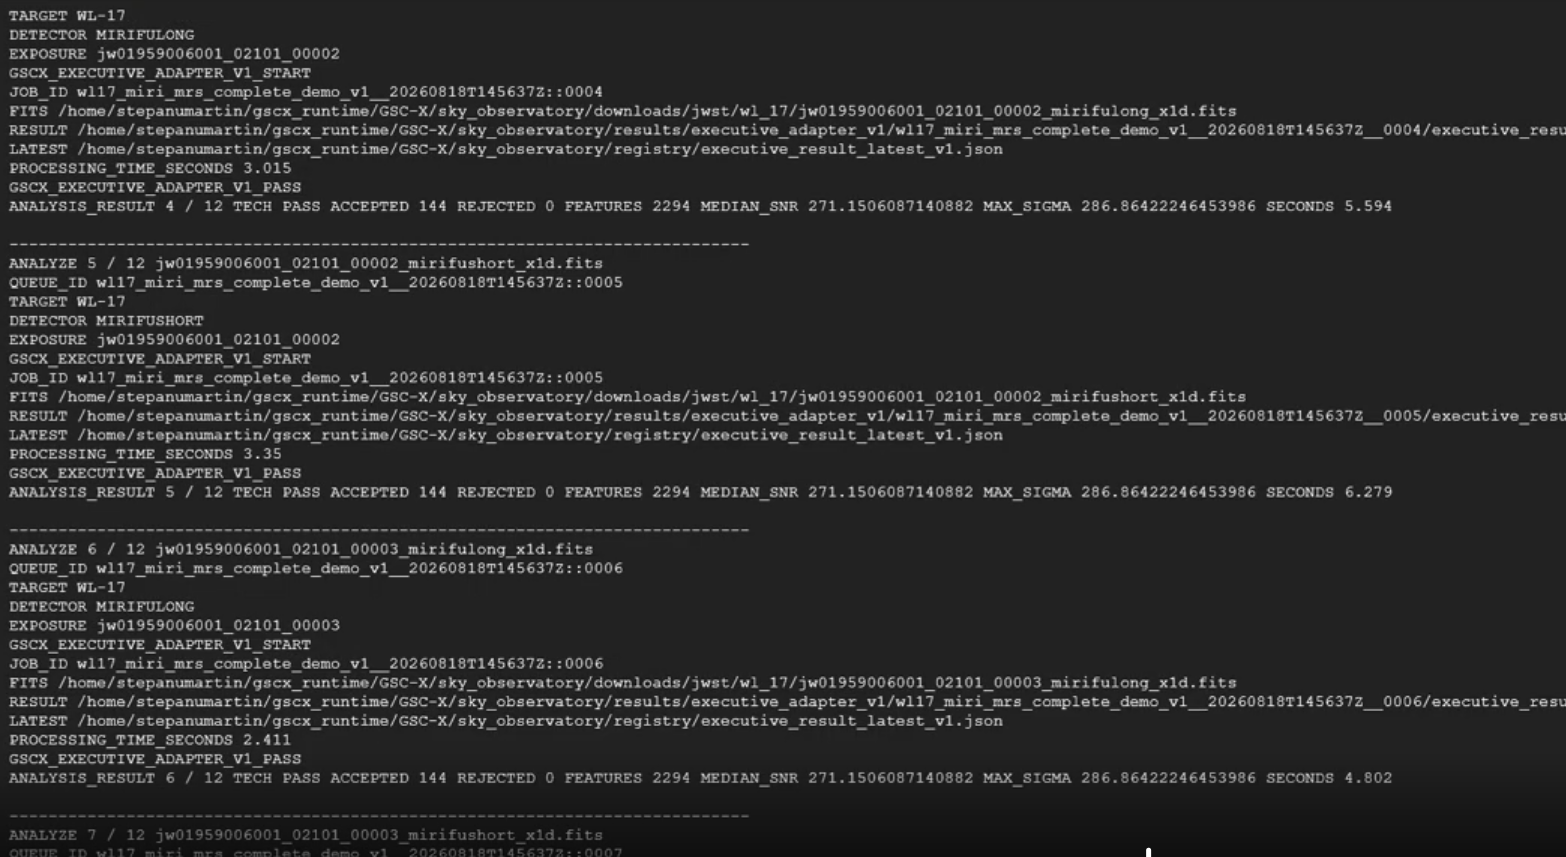 TARGET WL-17
DETECTOR MIRIFULONG
EXPOSURE jw01959006001_02101_00002
GSCX_EXECUTIVE_ADAPTER_V1_START
JOB_ID wl17_miri_mrs_complete_demo_v1__20260818T145637Z::0004
FITS /home/stepanumartin/gscx_runtime/GSC-X/sky_observatory/downloads/jwst/wl_17/jw01959006001_02101_00002_mirifulong_x1d.fits
RESULT /home/stepanumartin/gscx_runtime/GSC-X/sky_observatory/results/executive_adapter_v1/wl17_miri_mrs_complete_demo_v1__20260818T145637Z__0004/executive_resu
LATEST /home/stepanumartin/gscx_runtime/GSC-X/sky_observatory/registry/executive_result_latest_v1.json
PROCESSING_TIME_SECONDS 3.015
GSCX_EXECUTIVE_ADAPTER_V1_PASS
ANALYSIS_RESULT 4 / 12 TECH PASS ACCEPTED 144 REJECTED 0 FEATURES 2294 MEDIAN_SNR 271.1506087140882 MAX_SIGMA 286.86422246453986 SECONDS 5.594
----------------------------------------------------------------------------
ANALYZE 5 / 12 jw01959006001_02101_00002_mirifushort_x1d.fits
QUEUE_ID wl17_miri_mrs_complete_demo_v1__20260818T145637Z::0005
TARGET WL-17
DETECTOR MIRIFUSHORT
EXPOSURE jw01959006001_02101_00002
GSCX_EXECUTIVE_ADAPTER_V1_START
JOB_ID wl17_miri_mrs_complete_demo_v1__20260818T145637Z::0005
FITS /home/stepanumartin/gscx_runtime/GSC-X/sky_observatory/downloads/jwst/wl_17/jw01959006001_02101_00002_mirifushort_x1d.fits
RESULT /home/stepanumartin/gscx_runtime/GSC-X/sky_observatory/results/executive_adapter_v1/wl17_miri_mrs_complete_demo_v1__20260818T145637Z__0005/executive_resu
LATEST /home/stepanumartin/gscx_runtime/GSC-X/sky_observatory/registry/executive_result_latest_v1.json
PROCESSING_TIME_SECONDS 3.35
GSCX_EXECUTIVE_ADAPTER_V1_PASS
ANALYSIS_RESULT 5 / 12 TECH PASS ACCEPTED 144 REJECTED 0 FEATURES 2294 MEDIAN_SNR 271.1506087140882 MAX_SIGMA 286.86422246453986 SECONDS 6.279
----------------------------------------------------------------------------
ANALYZE 6 / 12 jw01959006001_02101_00003_mirifulong_x1d.fits
QUEUE_ID wl17_miri_mrs_complete_demo_v1__20260818T145637Z::0006
TARGET WL-17
DETECTOR MIRIFULONG
EXPOSURE jw01959006001_02101_00003
GSCX_EXECUTIVE_ADAPTER_V1_START
JOB_ID wl17_miri_mrs_complete_demo_v1__20260818T145637Z::0006
FITS /home/stepanumartin/gscx_runtime/GSC-X/sky_observatory/downloads/jwst/wl_17/jw01959006001_02101_00003_mirifulong_x1d.fits
RESULT /home/stepanumartin/gscx_runtime/GSC-X/sky_observatory/results/executive_adapter_v1/wl17_miri_mrs_complete_demo_v1__20260818T145637Z__0006/executive_resu
LATEST /home/stepanumartin/gscx_runtime/GSC-X/sky_observatory/registry/executive_result_latest_v1.json
PROCESSING_TIME_SECONDS 2.411
GSCX_EXECUTIVE_ADAPTER_V1_PASS
ANALYSIS_RESULT 6 / 12 TECH PASS ACCEPTED 144 REJECTED 0 FEATURES 2294 MEDIAN_SNR 271.1506087140882 MAX_SIGMA 286.86422246453986 SECONDS 4.802
----------------------------------------------------------------------------
ANALYZE 7 / 12 jw01959006001_02101_00003_mirifushort_x1d.fits
QUEUE_ID wl17_miri_mrs_complete_demo_v1__20260818T145637Z::0007